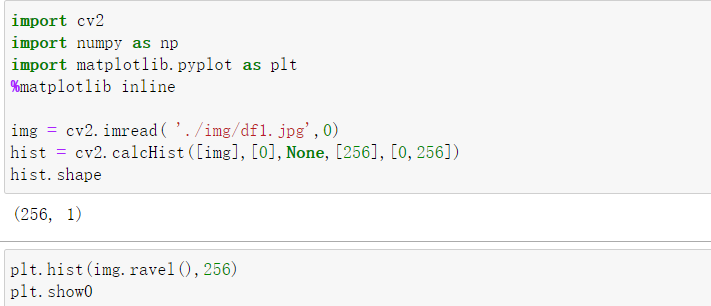 import cv2
import numpy as np
import matplotlib.pyplot as plt
%matplotlib inline
img = cv2.imread( './img/df1.jpg',0)
hist = cv2.calcHist([img],[0],None,[256],[0,256])
hist.shape
(256, 1)
plt.hist(img.ravel(),256)
plt.show()